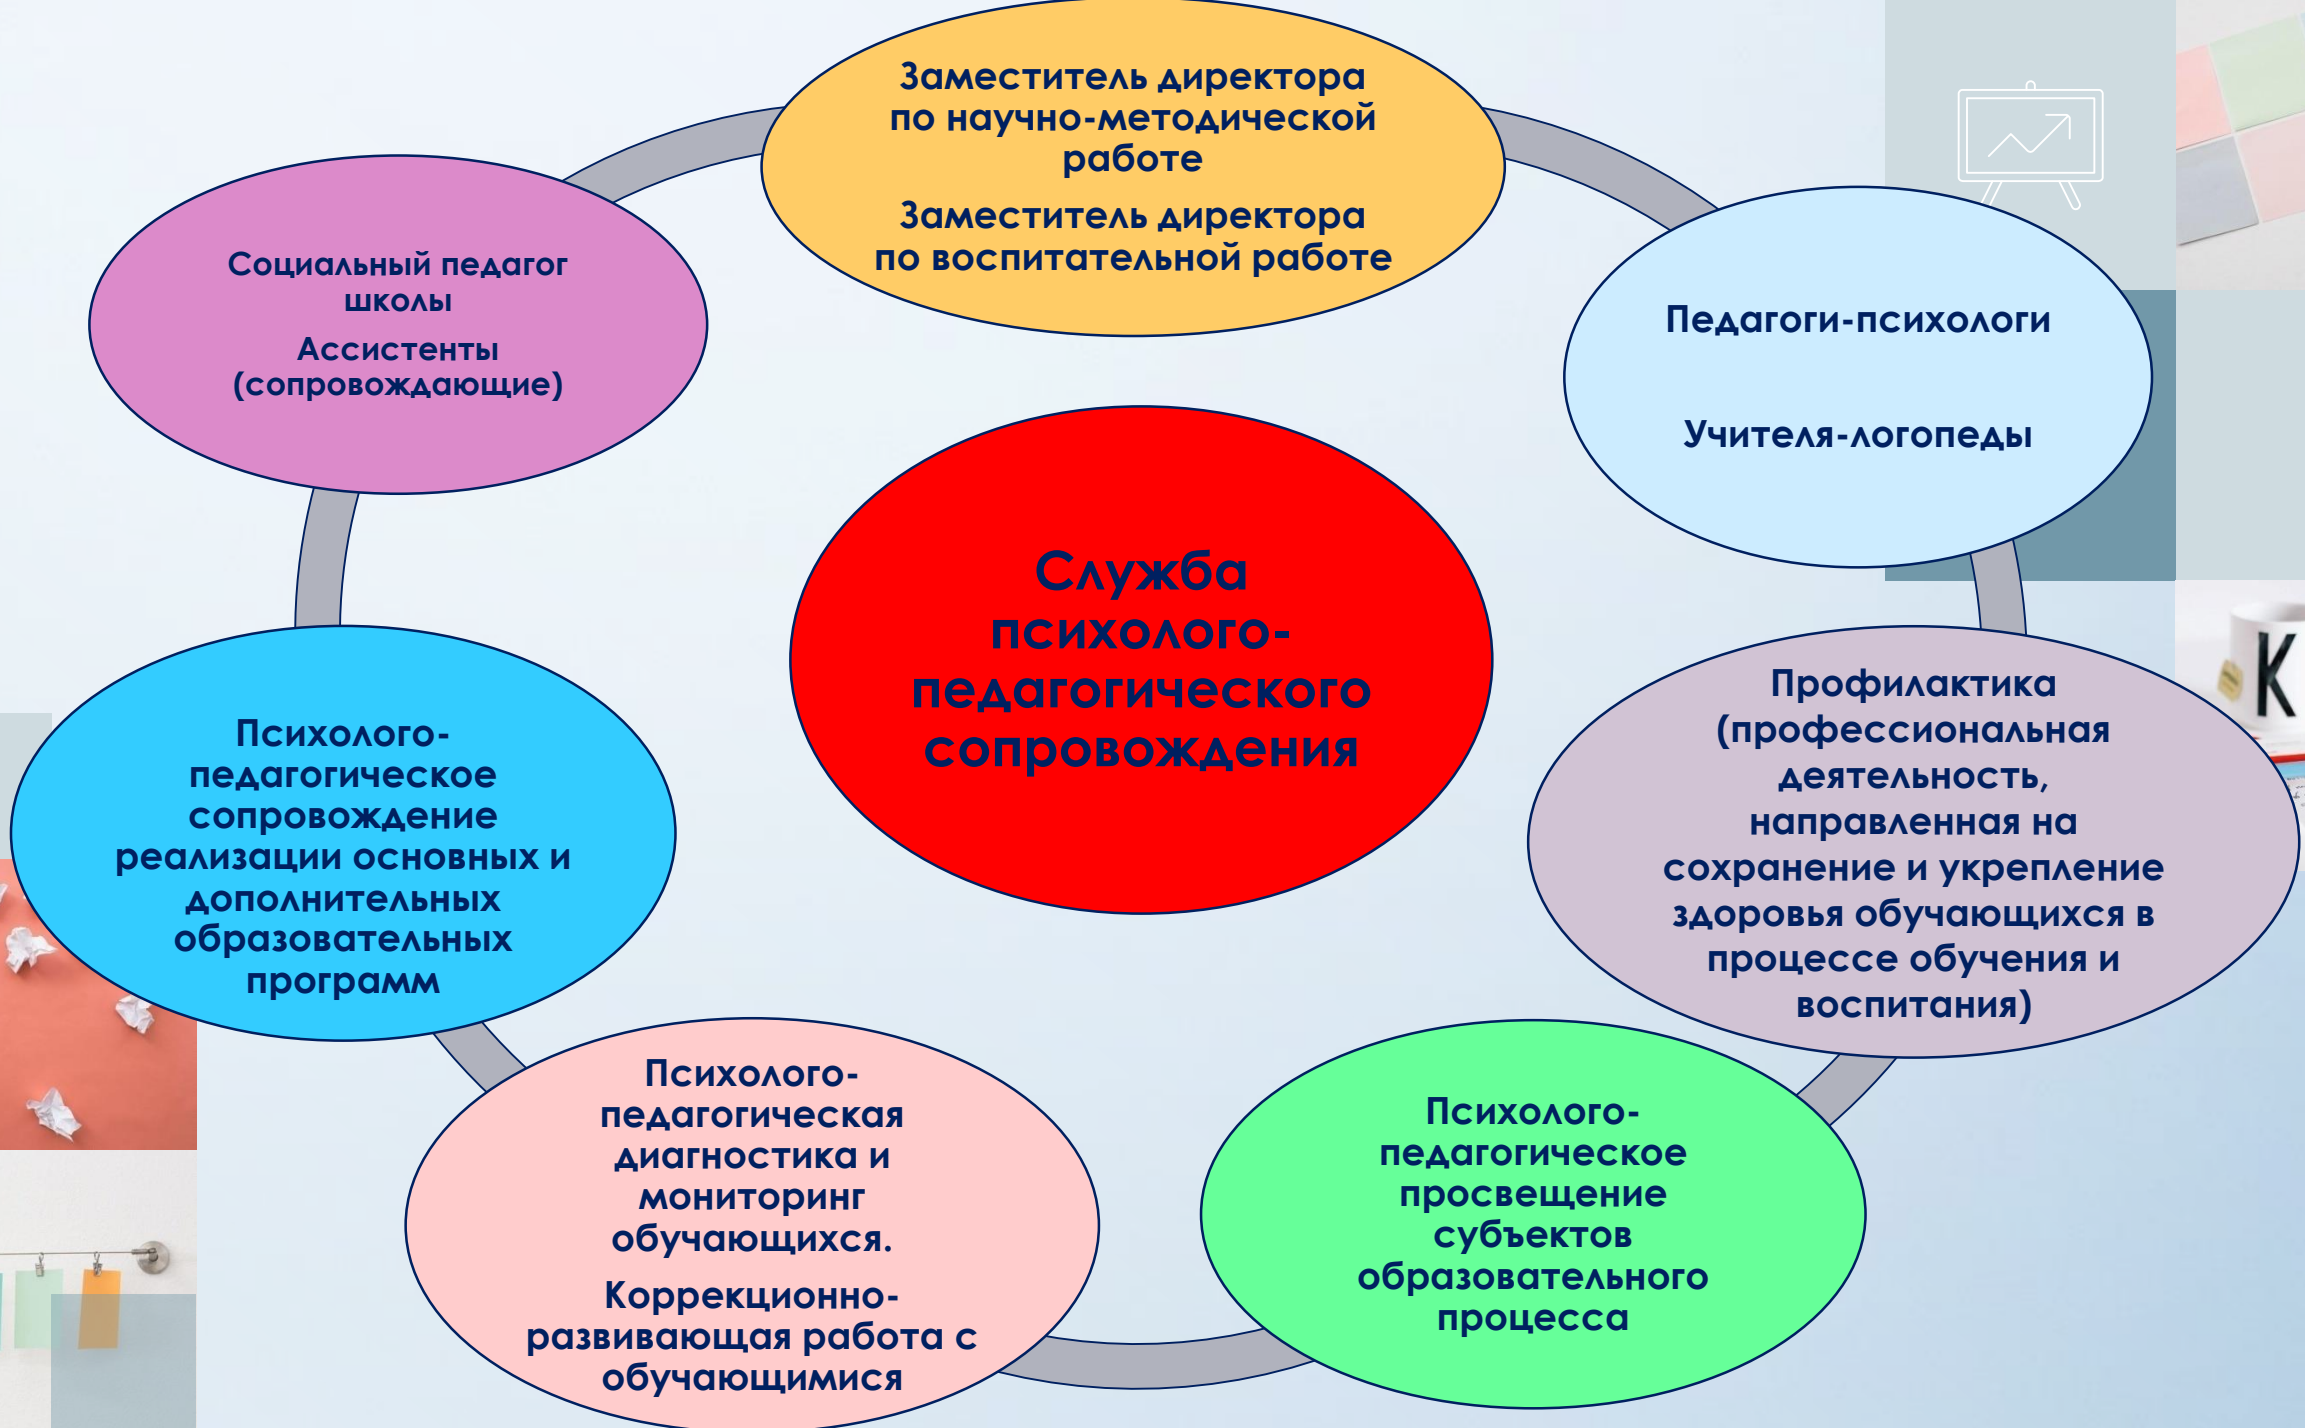 Заместитель директора
по научно-методической
работе
Заместитель директора
по воспитательной работе
Социальный педагог
школы
Ассистенты
(сопровождающие)
Педагоги-психологи
Учителя-логопеды
Служба
психолого-
педагогического
сопровождения
Профилактика
(профессиональная
деятельность,
направленная на
сохранение и укрепление
здоровья обучающихся в
процессе обучения и
воспитания)
Психолого-
педагогическое
сопровождение
реализации основных и
дополнительных
образовательных
программ
Психолого-
педагогическая
диагностика и
мониторинг
обучающихся.
Коррекционно-
развивающая работа с
обучающимися
Психолого-
педагогическое
просвещение
субъектов
образовательного
процесса
K